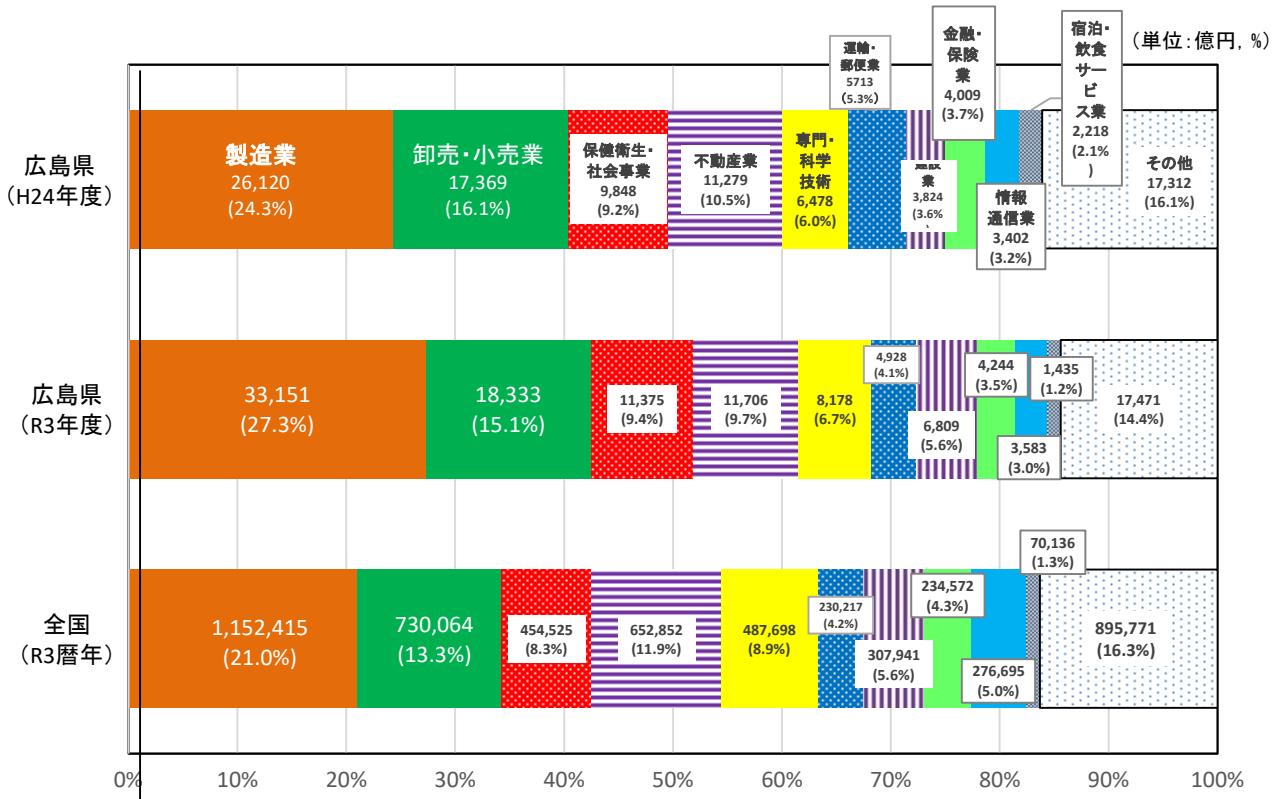 (単位:億円, %)
広島県
(H24年度)
製造業
26,120
(24.3%)
卸売・小売業
17,369
(16.1%)
保健衛生・
社会事業
9,848
(9.2%)
不動産業
11,279
(10.5%)
専門・
科学
技術
6,478
(6.0%)
運輸・
郵便業
5713
(5.3%)
業
3,824
(3.6%
金融・
保険
業
4,009
(3.7%)
情報
通信業
3,402
(3.2%)
宿泊・
飲食
サー
ビ
ス業
2,218
(2.1%
)
その他
17,312
(16.1%)
広島県
(R3年度)
33,151
(27.3%)
18,333
(15.1%)
11,375
(9.4%)
11,706
(9.7%)
8,178
(6.7%)
4,928
(4.1%)
6,809
(5.6%)
4,244
(3.5%)
3,583
(3.0%)
1,435
(1.2%)
17,471
(14.4%)
全国
(R3暦年)
1,152,415
(21.0%)
730,064
(13.3%)
454,525
(8.3%)
652,852
(11.9%)
487,698
(8.9%)
230,217
(4.2%)
307,941
(5.6%)
234,572
(4.3%)
276,695
(5.0%)
70,136
(1.3%)
895,771
(16.3%)
0% 10% 20% 30% 40% 50% 60% 70% 80% 90% 100%